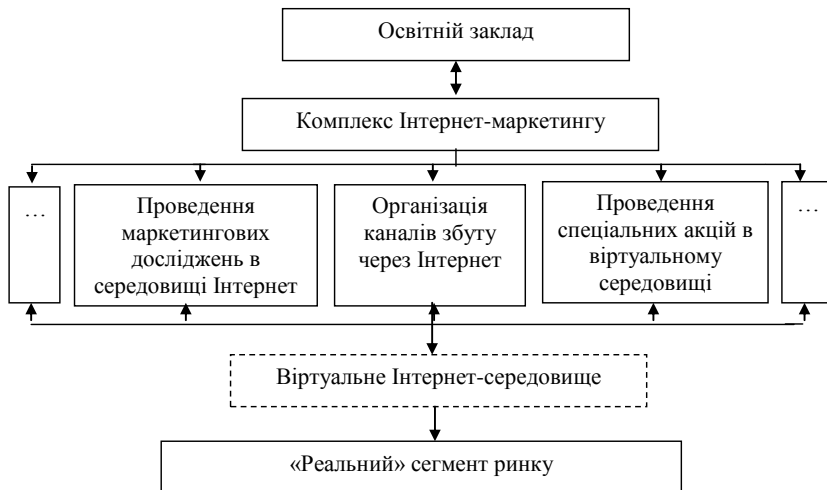 Освітній заклад
Комплекс Інтернет-маркетингу
…
Проведення
маркетингових
досліджень в
середовищі Інтернет
Організація
каналів збуту
через Інтернет
Проведення
спеціальних акцій в
віртуальному
середовищі
…
Віртуальне Інтернет-середовище
«Реальний» сегмент ринку